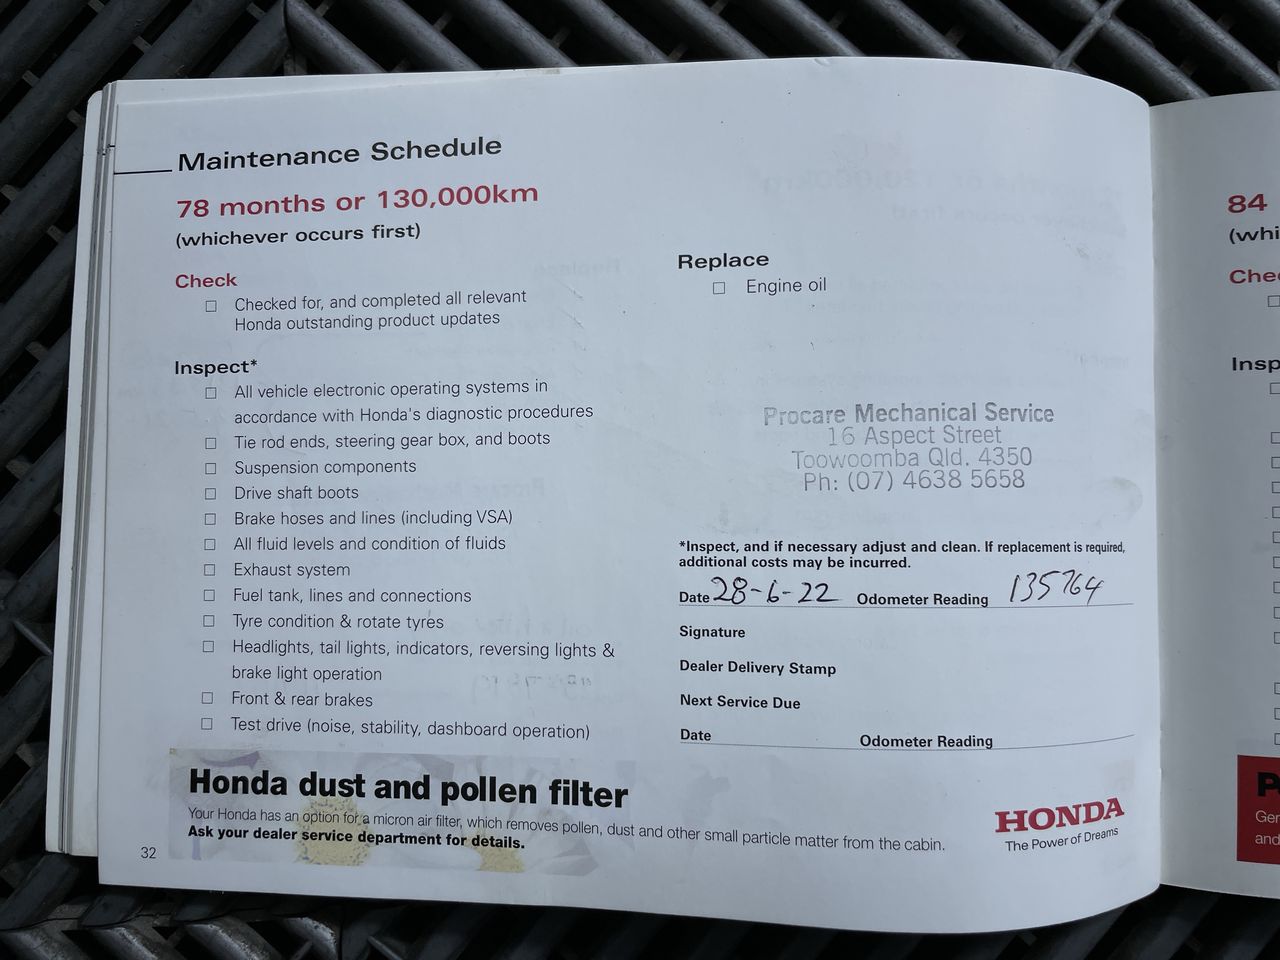 Maintenance Schedule
78 months or 130,000km
(whichever occurs first)
Check
Checked for, and completed all relevant
Honda outstanding product updates
Inspect*
All vehicle electronic operating systems in
accordance with Honda's diagnostic procedures
Tie rod ends, steering gear box, and boots
Suspension components
Drive shaft boots
Brake hoses and lines (including VSA)
All fluid levels and condition of fluids
Exhaust system
Fuel tank, lines and connections
Tyre condition & rotate tyres
Headlights, tail lights, indicators, reversing lights &
brake light operation
Front & rear brakes
Test drive (noise, stability, dashboard operation)
Replace
Engine oil
Procare Mechanical Service
16 Aspect Street
Toowoomba Qld. 4350
Ph: (07) 4638 5658
*Inspect, and if necessary adjust and clean. If replacement is required,
additional costs may be incurred.
Date 28-6-22 Odometer Reading 135764
Signature
Dealer Delivery Stamp
Next Service Due
Date Odometer Reading
Honda dust and pollen filter
Your Honda has an option for a micron air filter, which removes pollen, dust and other small particle matter from the cabin.
Ask your dealer service department for details.
HONDA
The Power of Dreams
32
84